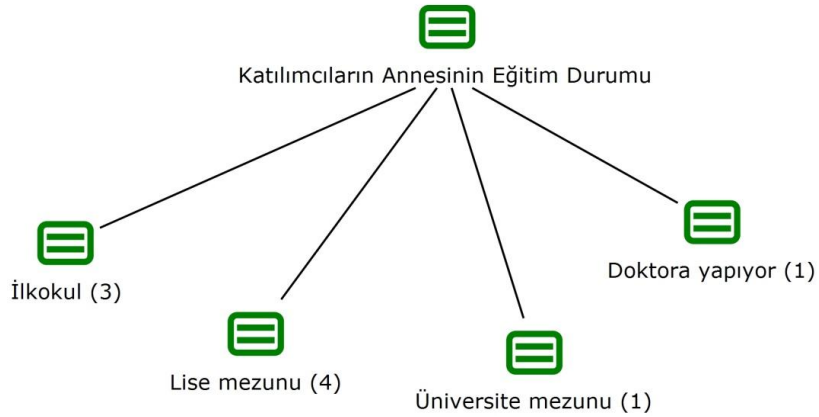 Katılımcıların Annesinin Eğitim Durumu
Doktora yapıyor (1)
İlkokul (3)
Lise mezunu (4)
Üniversite mezunu (1)